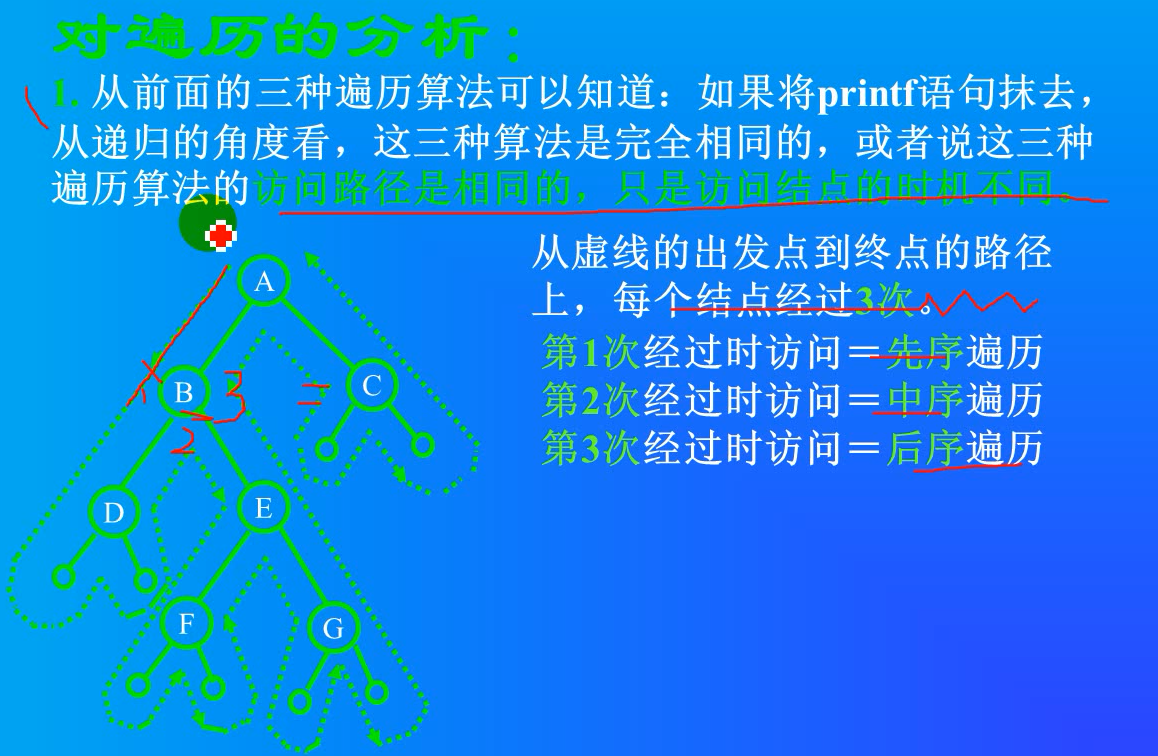 对遍历的分析：
1. 从前面的三种遍历算法可以知道：如果将printf语句抹去，
从递归的角度看，这三种算法是完全相同的，或者说这三种
遍历算法的访问路径是相同的，只是访问结点的时机不同。
从虚线的出发点到终点的路径
上，每个结点经过3次。
第1次经过时访问＝先序遍历
第2次经过时访问＝中序遍历
第3次经过时访问＝后序遍历
A
B 3 C
2
D E
F G